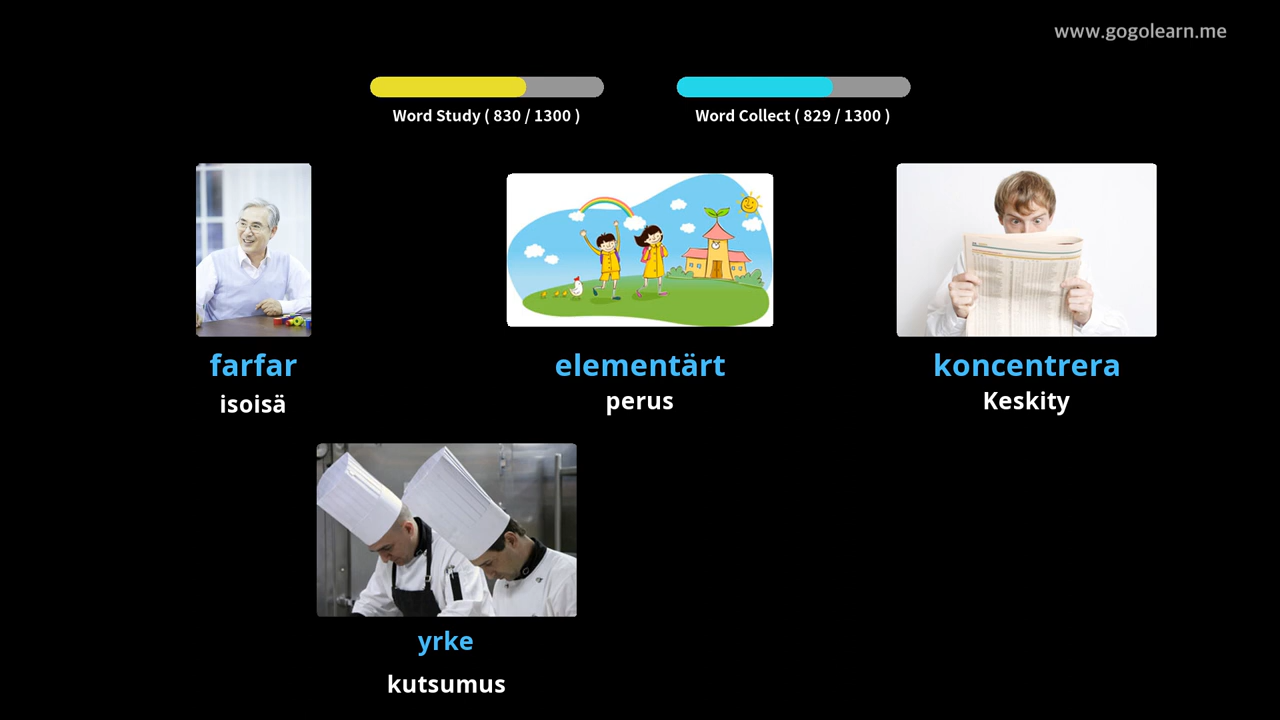 www.gogolearn.me
Word Study ( 830 / 1300 )
Word Collect ( 829 / 1300 )
farfar
isoisä
elementärt
perus
koncentrera
Keskity
yrke
kutsumus